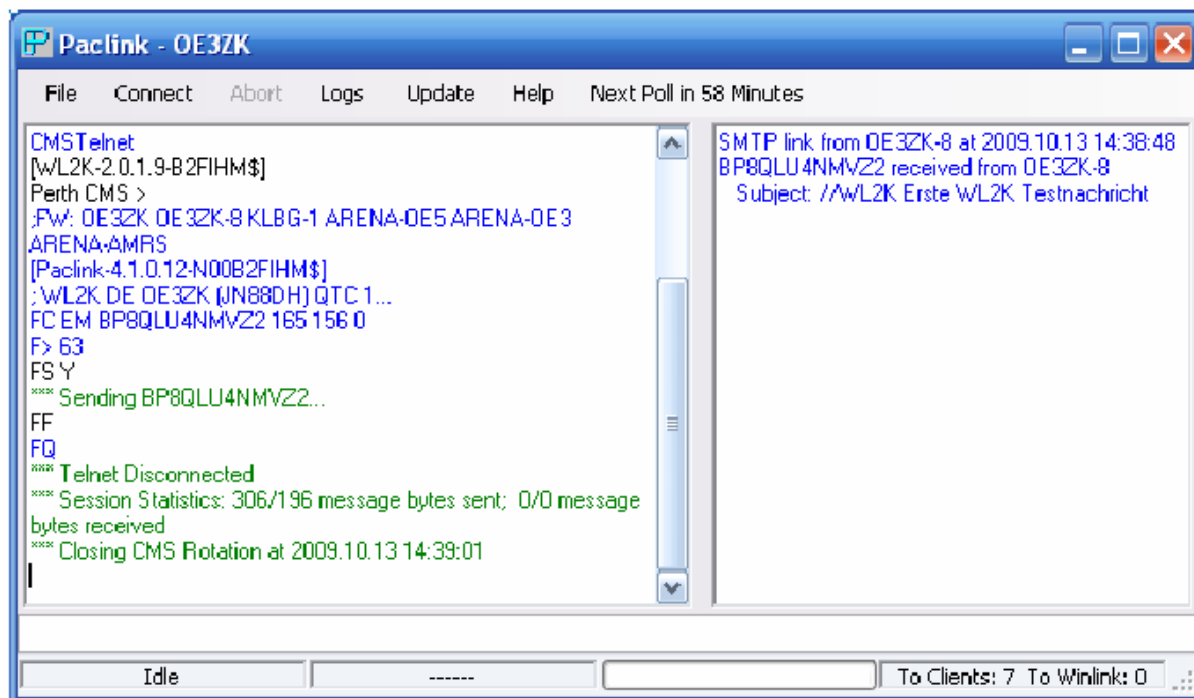 Paclink - OE3ZK
File Connect Abort Logs Update Help Next Poll in 58 Minutes
CMSTelnet
[WL2K-2.0.1.9-B2FIHM$]
Perth CMS >
;FW: OE3ZK OE3ZK-8 KLBG-1 ARENA-OE5 ARENA-OE3
ARENA-AMRS
[Paclink-4.1.0.12-N00B2FIHM$]
; WL2K DE OE3ZK (JN88DH) QTC 1...
FC EM BP8QLU4NMVZ2 165 156 0
F> 63
FS Y
*** Sending BP8QLU4NMVZ2...
FF
FQ
*** Telnet Disconnected
*** Session Statistics: 306/196 message bytes sent; 0/0 message
bytes received
*** Closing CMS Rotation at 2009.10.13 14:39:01
SMTP link from OE3ZK-8 at 2009.10.13 14:38:48
BP8QLU4NMVZ2 received from OE3ZK-8
Subject: //WL2K Erste WL2K Testnachricht
Idle ------ To Clients: 7 To Winlink: 0